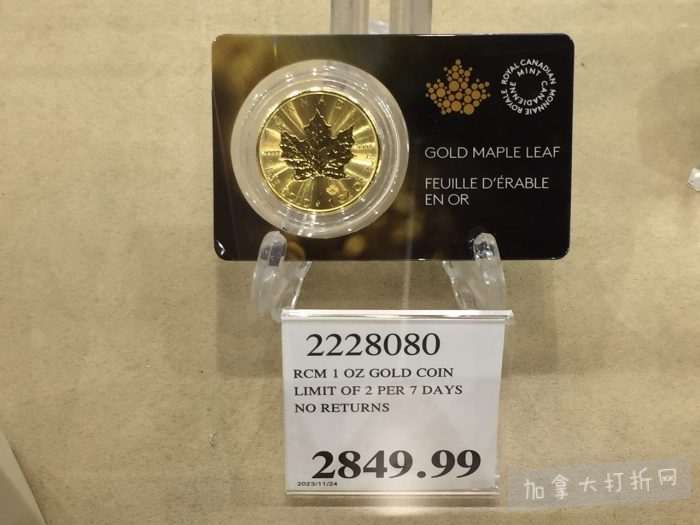 ROYAL CANADIAN MINT
MONNAIE ROYALE CANADIENNE
GOLD MAPLE LEAF
FEUILLE D'ÉRABLE
EN OR
CANADA
2228080
RCM 1 OZ GOLD COIN
LIMIT OF 2 PER 7 DAYS
NO RETURNS
2849.99
2023/11/24
加拿大打折网